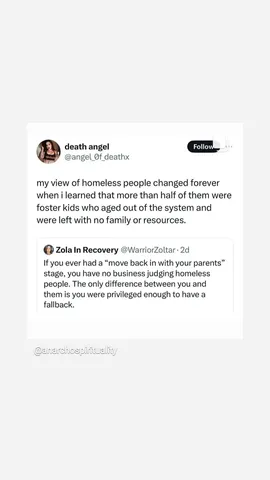 death angel
@angel_0f_deathx
Follow
my view of homeless people changed forever
when i learned that more than half of them were
foster kids who aged out of the system and
were left with no family or resources.
Zola In Recovery @WarriorZoltar · 2d
If you ever had a “move back in with your parents”
stage, you have no business judging homeless
people. The only difference between you and
them is you were privileged enough to have a
fallback.
@anarchospirituality